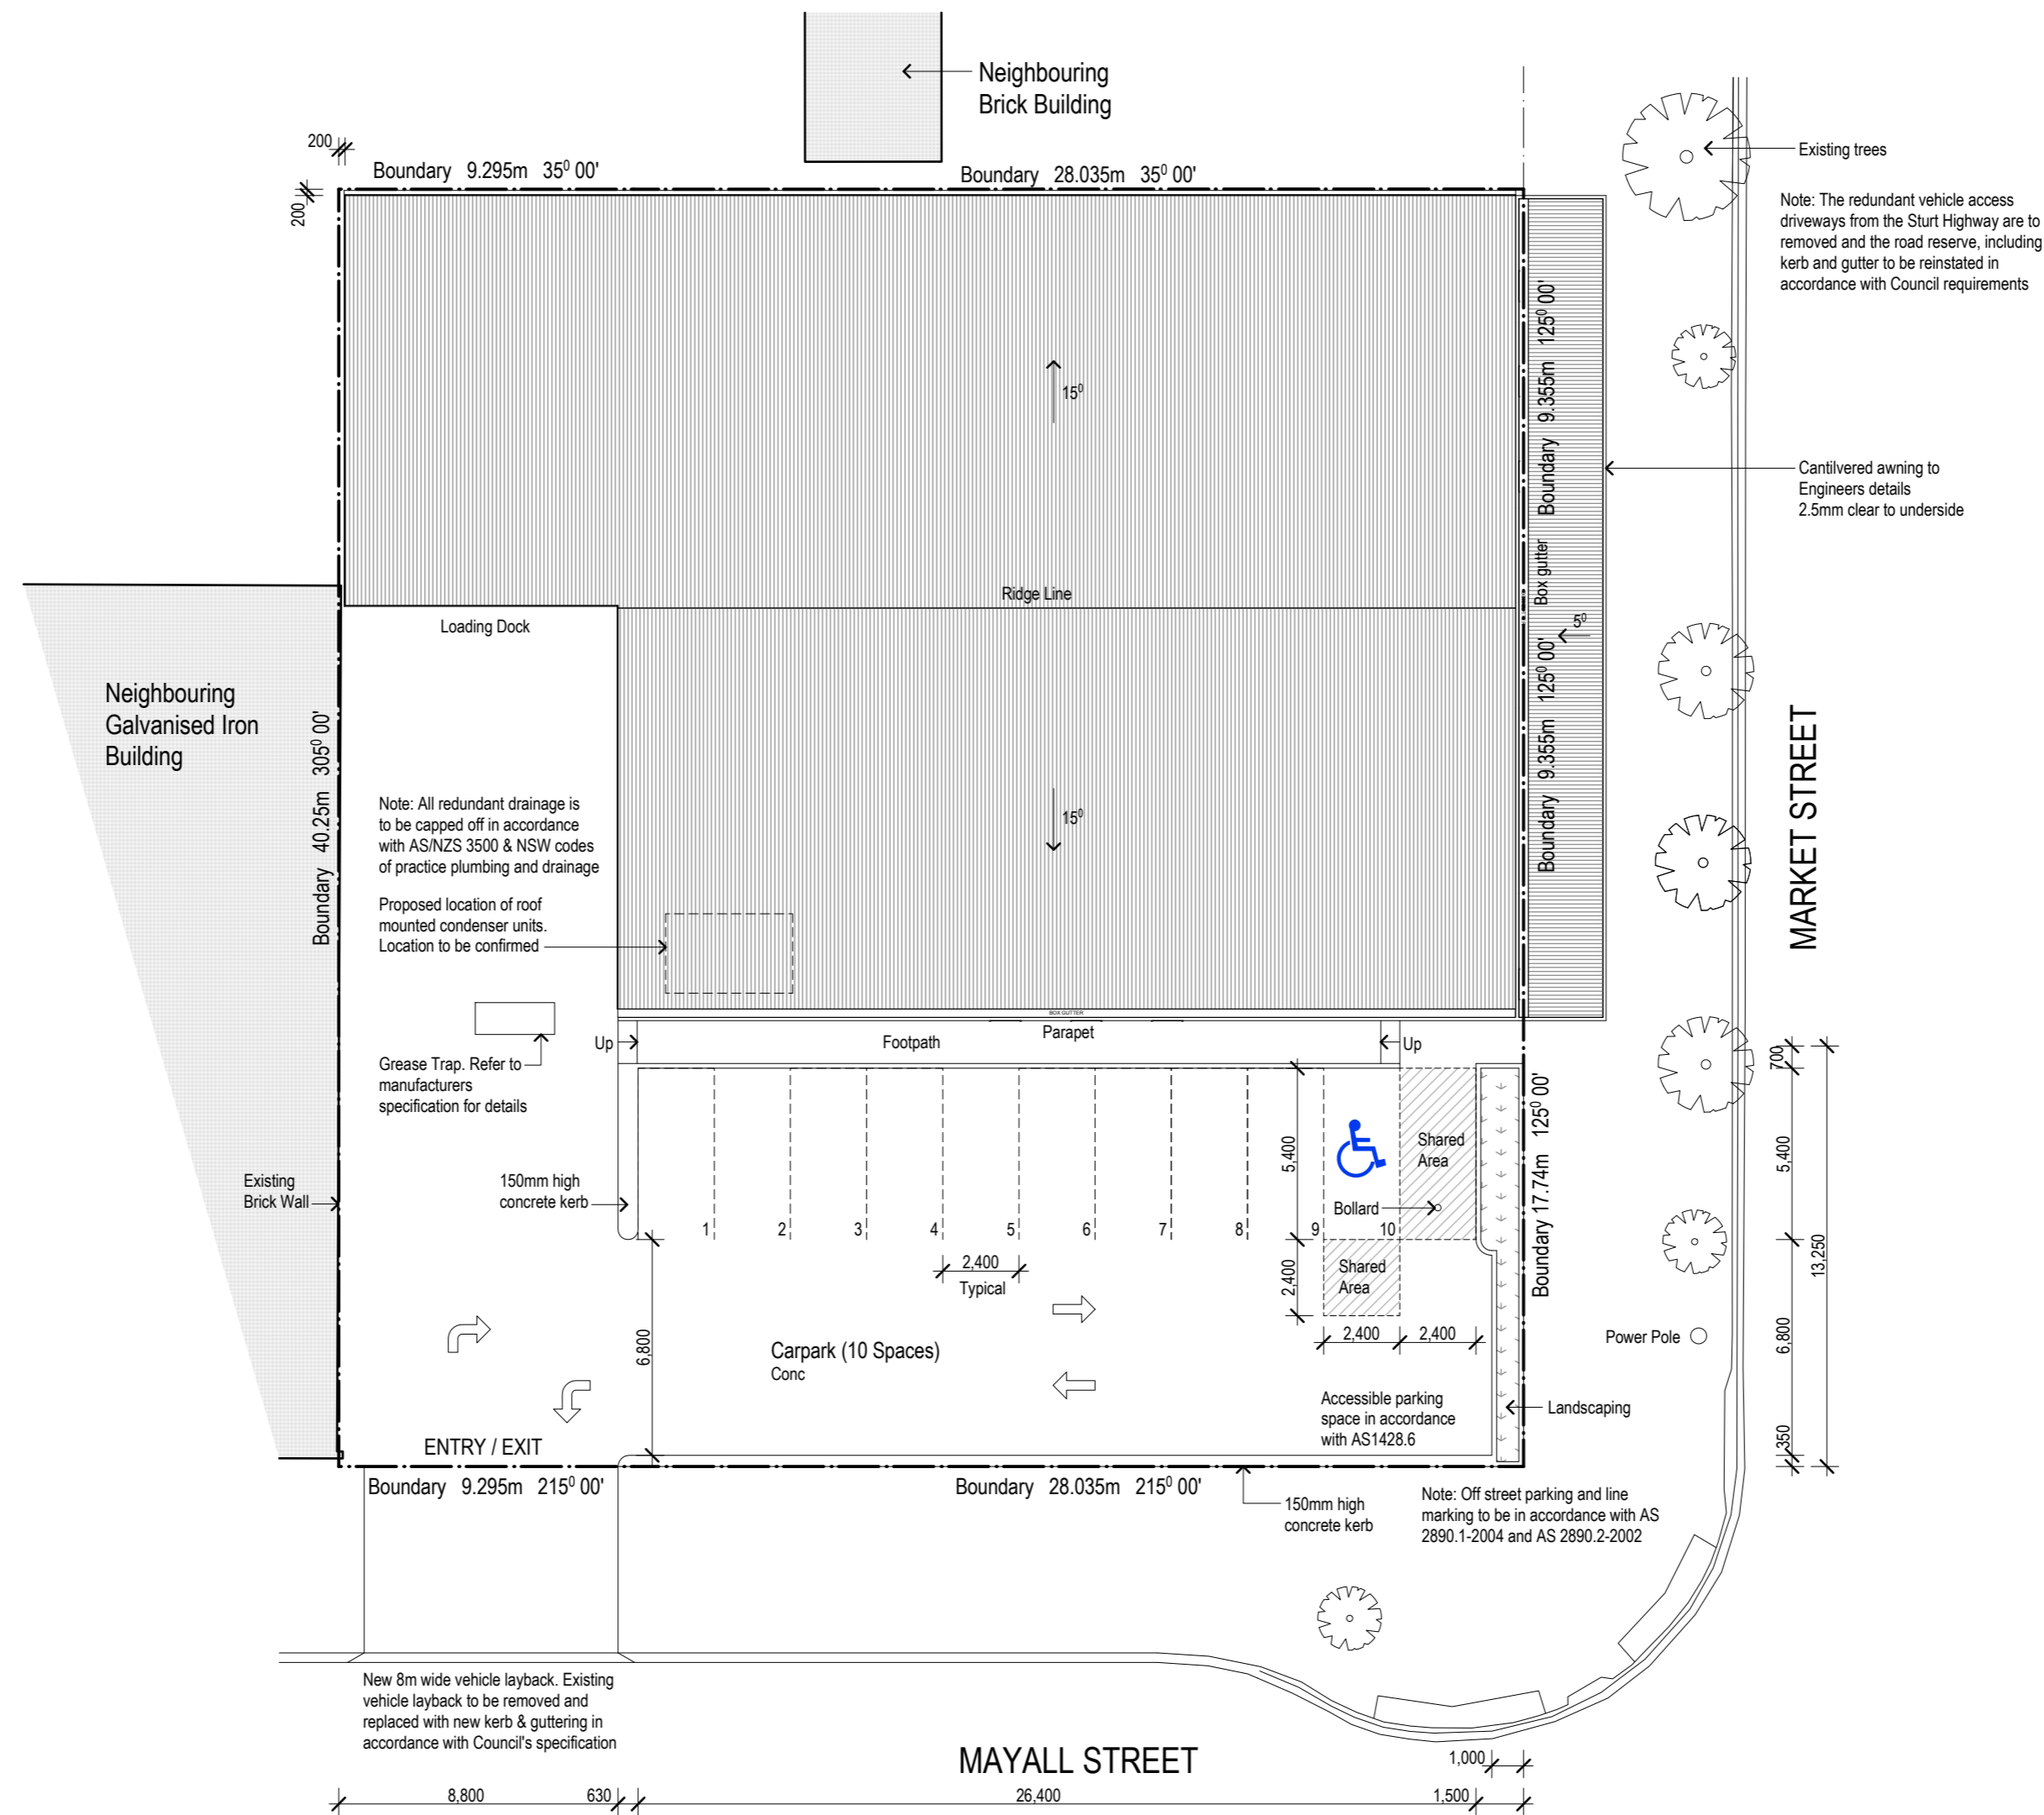 Neighbouring
Brick Building
200
200
Boundary 9.295m 35⁰ 00'
Boundary 28.035m 35⁰ 00'
Existing trees
Note: The redundant vehicle access
driveways from the Sturt Highway are to
removed and the road reserve, including
kerb and gutter to be reinstated in
accordance with Council requirements
15⁰
Boundary 9.355m 125⁰ 00'
Cantilvered awning to
Engineers details
2.5mm clear to underside
Box gutter
Ridge Line
Loading Dock
5⁰
Neighbouring
Galvanised Iron
Building
Boundary 40.25m 305⁰ 00'
Boundary 9.355m 125⁰ 00'
MARKET STREET
Note: All redundant drainage is
to be capped off in accordance
with AS/NZS 3500 & NSW codes
of practice plumbing and drainage
15⁰
Proposed location of roof
mounted condenser units.
Location to be confirmed
BOX GUTTER
Parapet
Up
Footpath
Up
Grease Trap. Refer to
manufacturers
specification for details
700
5,400
6,800
350
13,250
Boundary 17.74m 125⁰ 00'
5,400
Shared
Area
Existing
Brick Wall
150mm high
concrete kerb
Bollard
1
2
3
4
5
6
7
8
9
10
2,400
Typical
2,400
Shared
Area
2,400
2,400
6,800
Carpark (10 Spaces)
Conc
Power Pole
Accessible parking
space in accordance
with AS1428.6
Landscaping
ENTRY / EXIT
Boundary 9.295m 215⁰ 00'
Boundary 28.035m 215⁰ 00'
150mm high
concrete kerb
Note: Off street parking and line
marking to be in accordance with AS
2890.1-2004 and AS 2890.2-2002
New 8m wide vehicle layback. Existing
vehicle layback to be removed and
replaced with new kerb & guttering in
accordance with Council's specification
MAYALL STREET
1,000
8,800
630
26,400
1,500